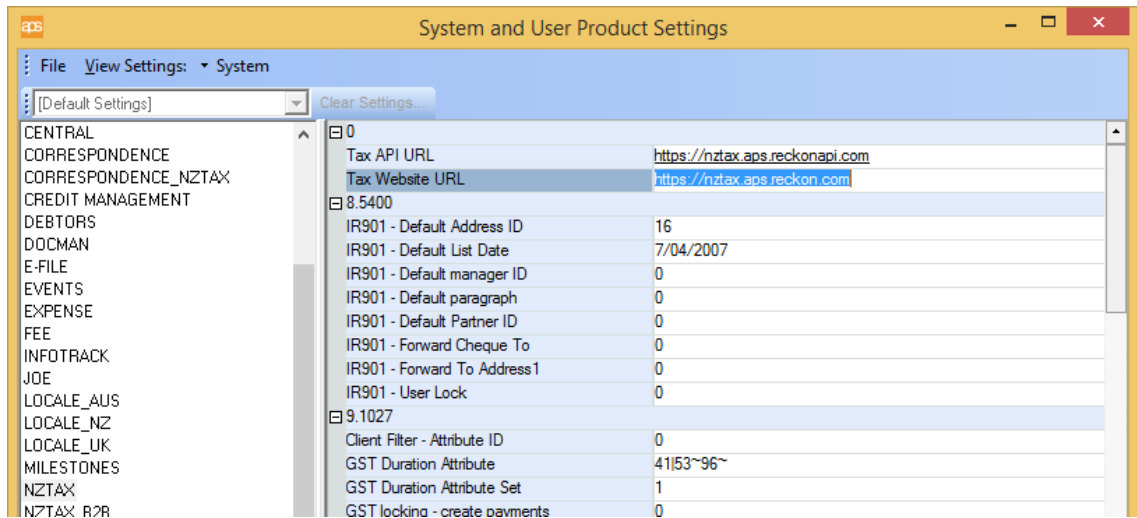 aps System and User Product Settings
File View Settings: System
[Default Settings] Clear Settings...
CENTRAL
CORRESPONDENCE
CORRESPONDENCE_NZTAX
CREDIT MANAGEMENT
DEBTORS
DOCMAN
E-FILE
EVENTS
EXPENSE
FEE
INFOTRACK
JOE
LOCALE_AUS
LOCALE_NZ
LOCALE_UK
MILESTONES
NZTAX
NZTAX_B2B
0
Tax API URL https://nztax.aps.reckonapi.com
Tax Website URL https://nztax.aps.reckon.com
8.5400
IR901 - Default Address ID 16
IR901 - Default List Date 7/04/2007
IR901 - Default manager ID 0
IR901 - Default paragraph 0
IR901 - Default Partner ID 0
IR901 - Forward Cheque To 0
IR901 - Forward To Address1 0
IR901 - User Lock 0
9.1027
Client Filter - Attribute ID 0
GST Duration Attribute 41|53~96~
GST Duration Attribute Set 1
GST locking - create payments 0